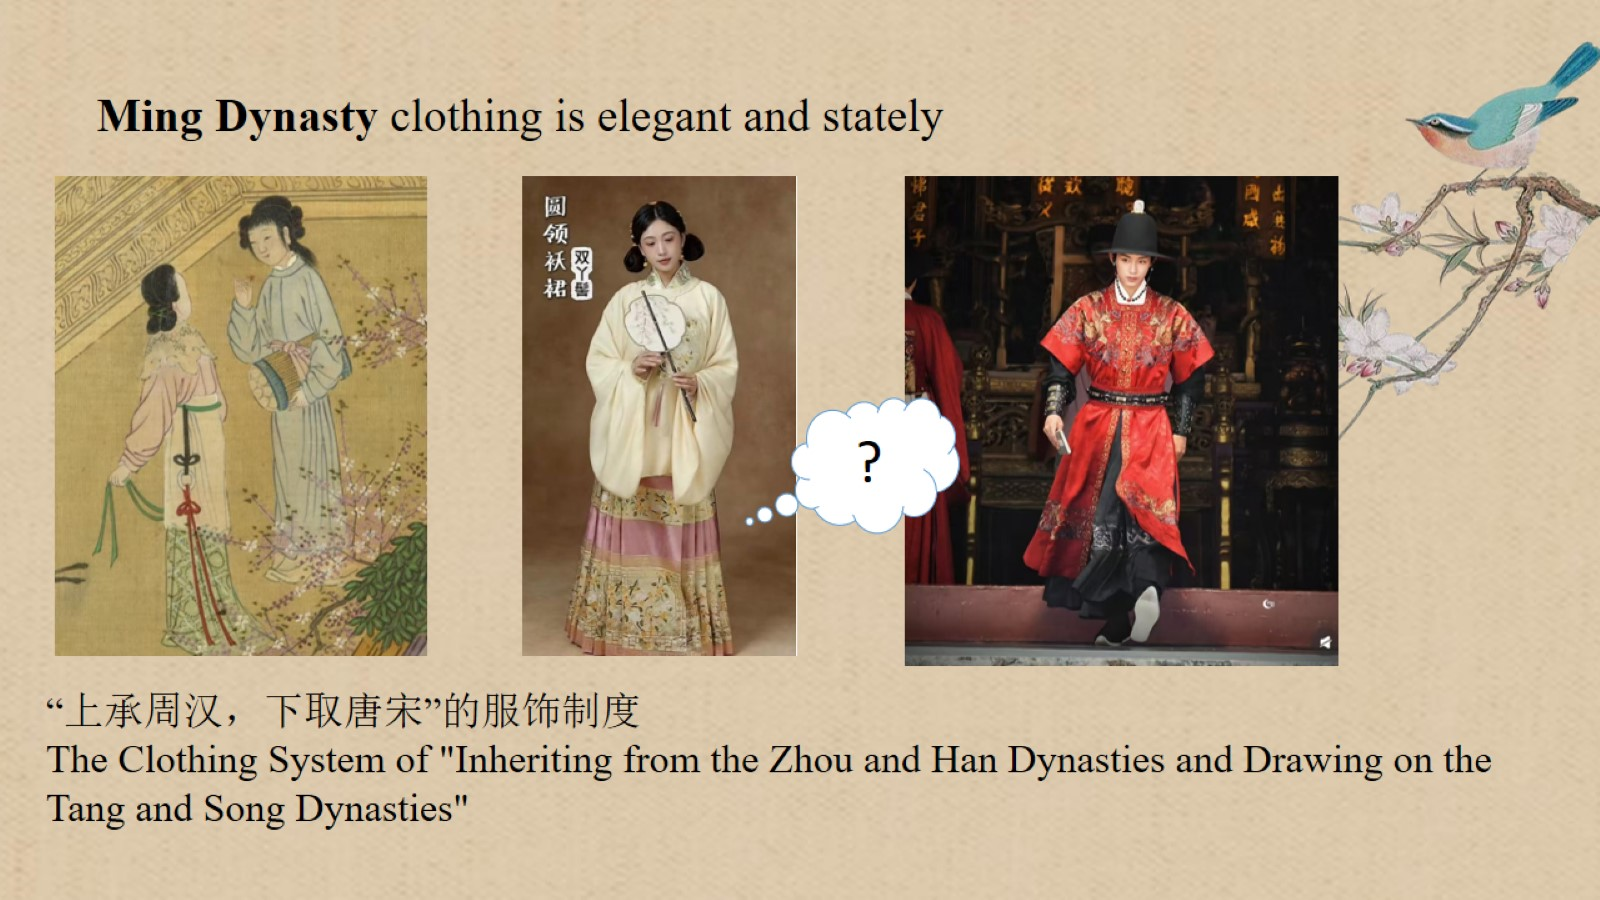 Ming Dynasty clothing is elegant and stately
圆领袄裙
双丫髻
?
“上承周汉，下取唐宋”的服饰制度
The Clothing System of "Inheriting from the Zhou and Han Dynasties and Drawing on the
Tang and Song Dynasties"